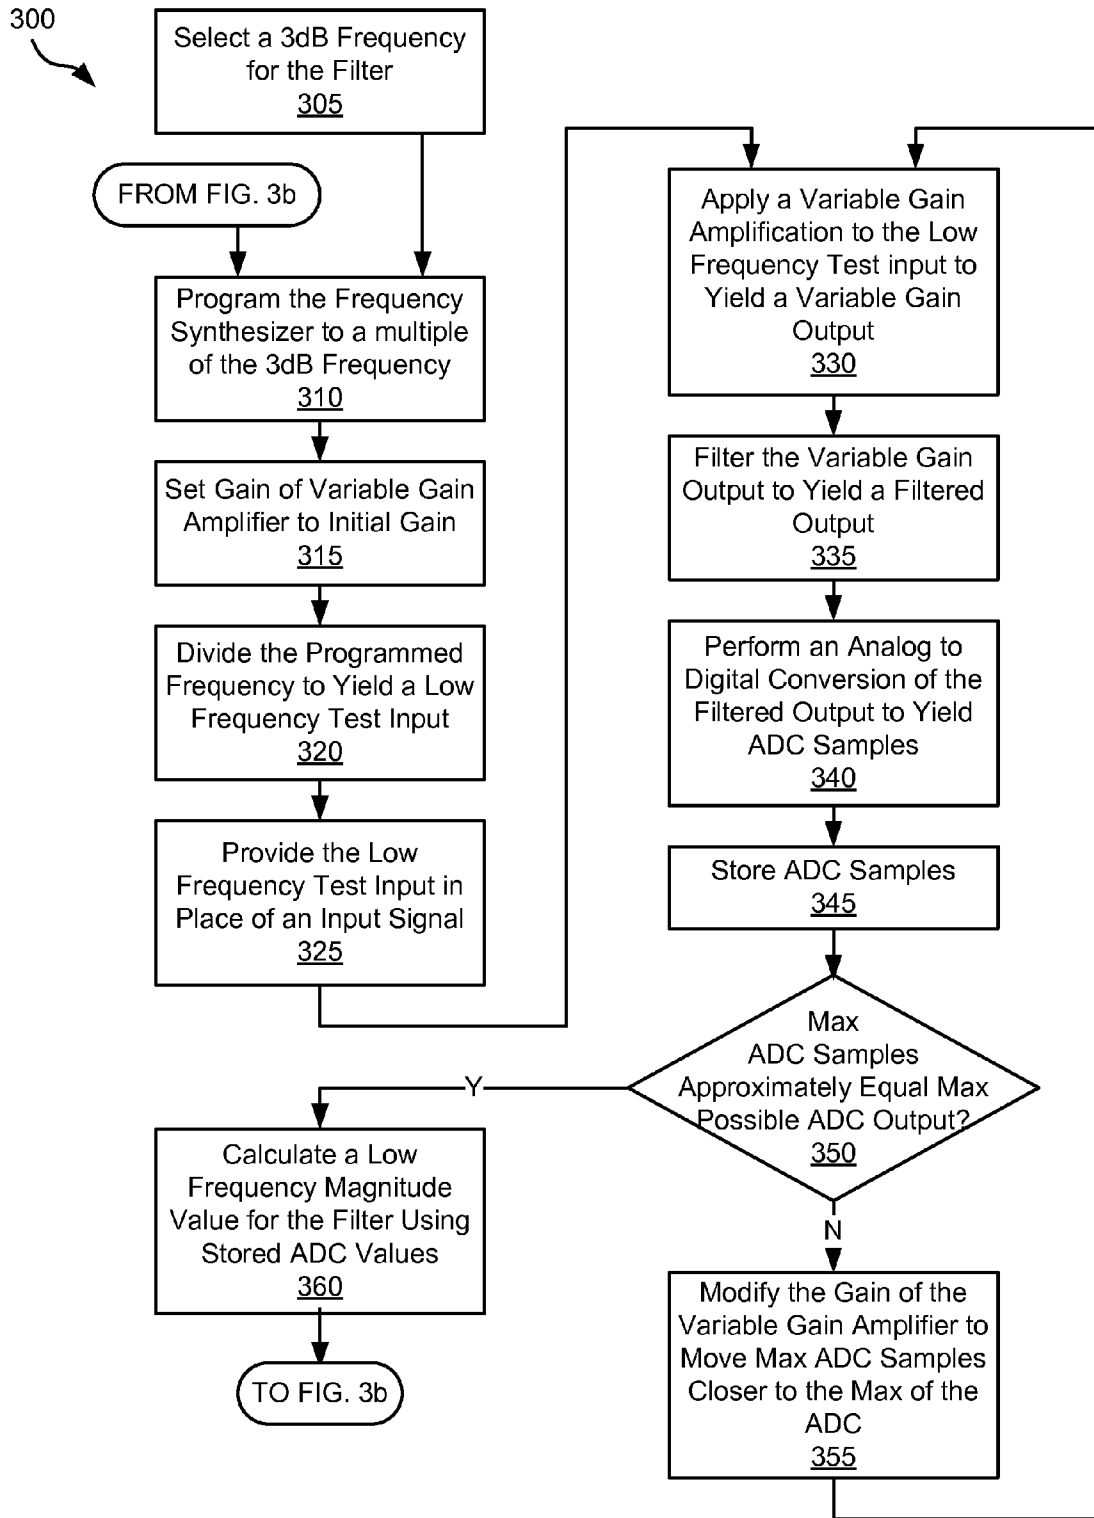 300
Select a 3dB Frequency
for the Filter
305
FROM FIG. 3b
Program the Frequency
Synthesizer to a multiple
of the 3dB Frequency
310
Set Gain of Variable Gain
Amplifier to Initial Gain
315
Divide the Programmed
Frequency to Yield a Low
Frequency Test Input
320
Provide the Low
Frequency Test Input in
Place of an Input Signal
325
Apply a Variable Gain
Amplification to the Low
Frequency Test input to
Yield a Variable Gain
Output
330
Filter the Variable Gain
Output to Yield a Filtered
Output
335
Perform an Analog to
Digital Conversion of the
Filtered Output to Yield
ADC Samples
340
Store ADC Samples
345
Max
ADC Samples
Approximately Equal Max
Possible ADC Output?
350
Y
N
Modify the Gain of the
Variable Gain Amplifier to
Move Max ADC Samples
Closer to the Max of the
ADC
355
Calculate a Low
Frequency Magnitude
Value for the Filter Using
Stored ADC Values
360
TO FIG. 3b